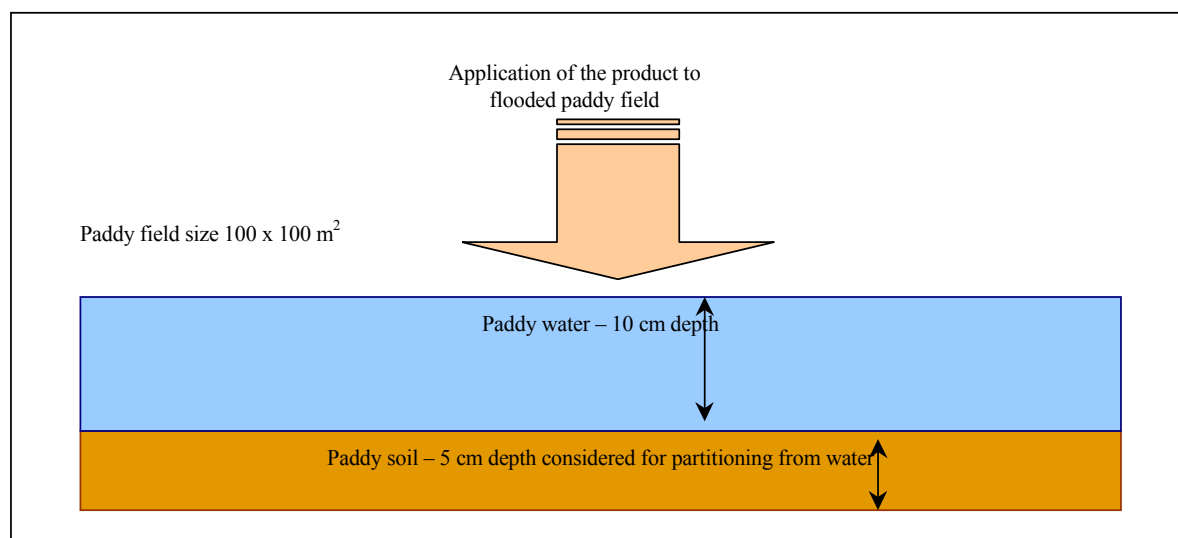 Application of the product to
flooded paddy field
Paddy field size 100 x 100 m²
Paddy water – 10 cm depth
Paddy soil – 5 cm depth considered for partitioning from water